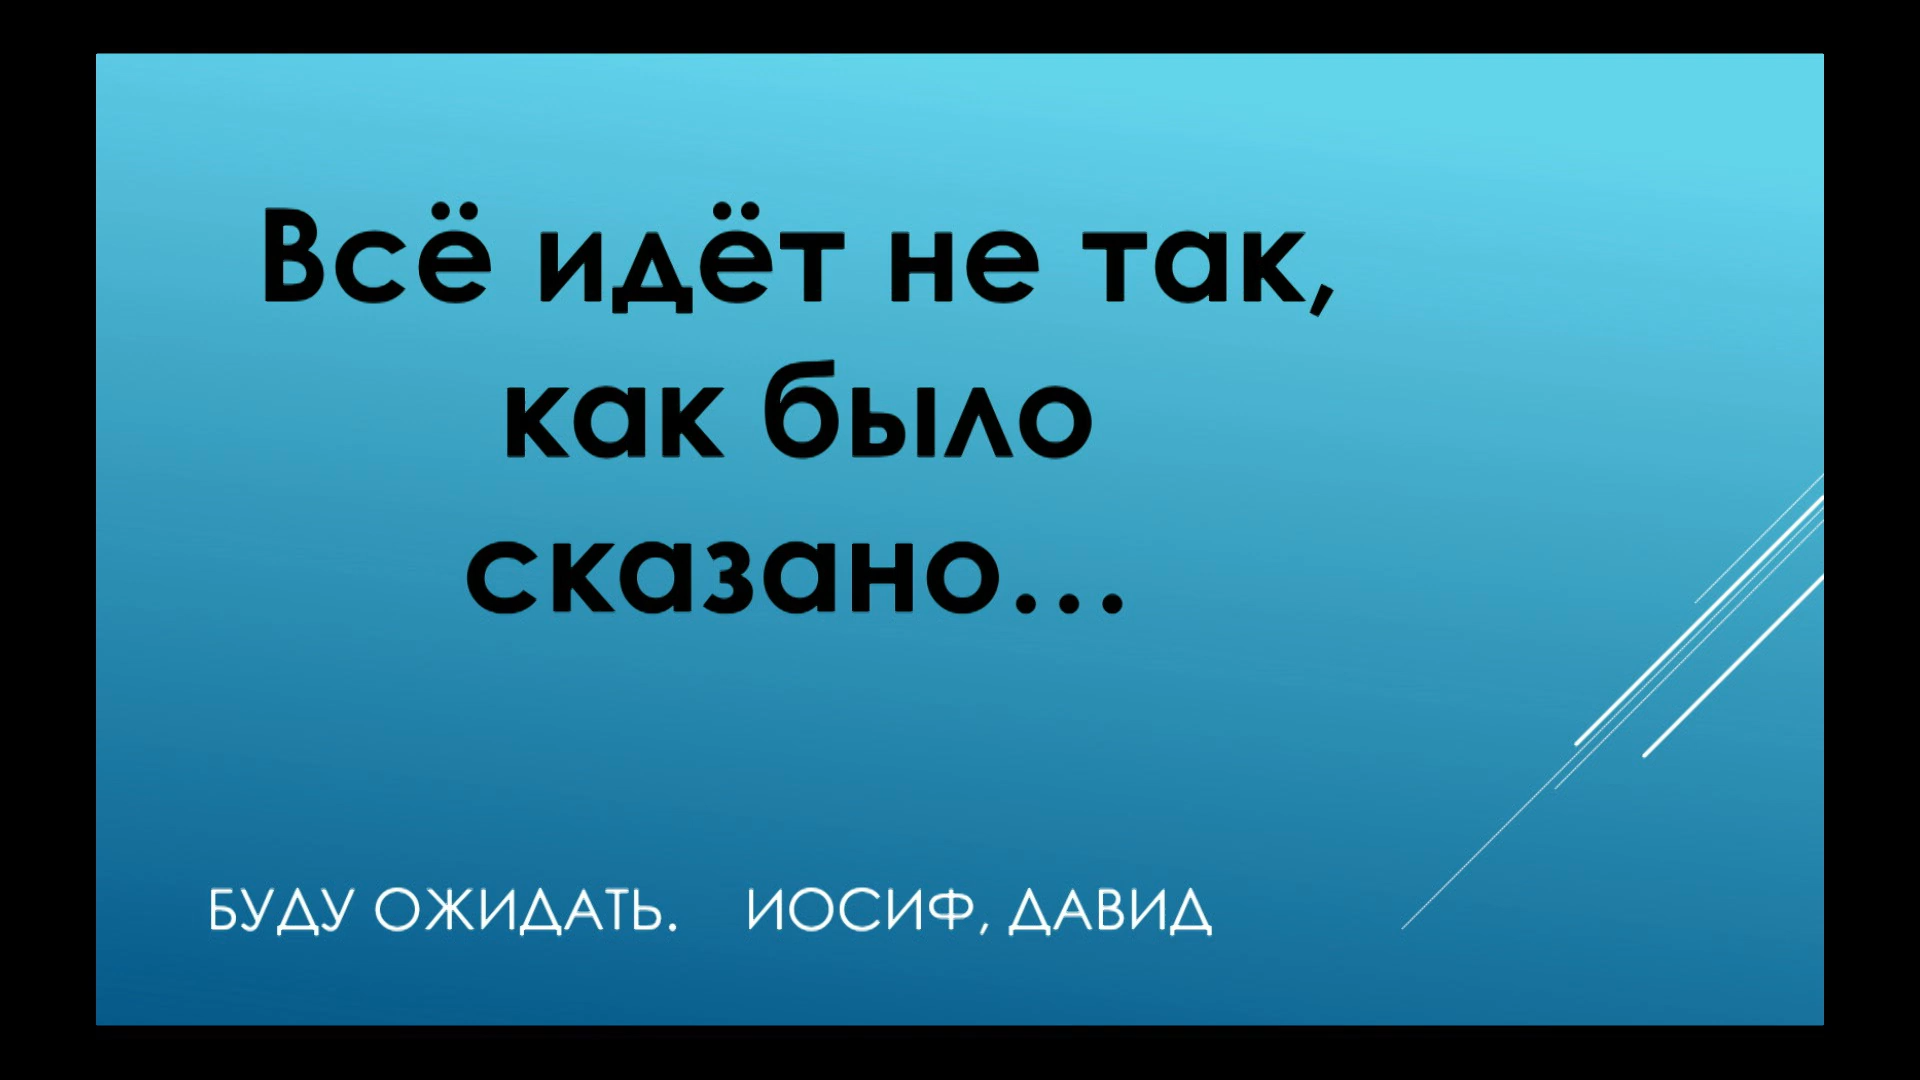 Всё идёт не так,
как было
сказано...
БУДУ ОЖИДАТЬ. ИОСИФ, ДАВИД